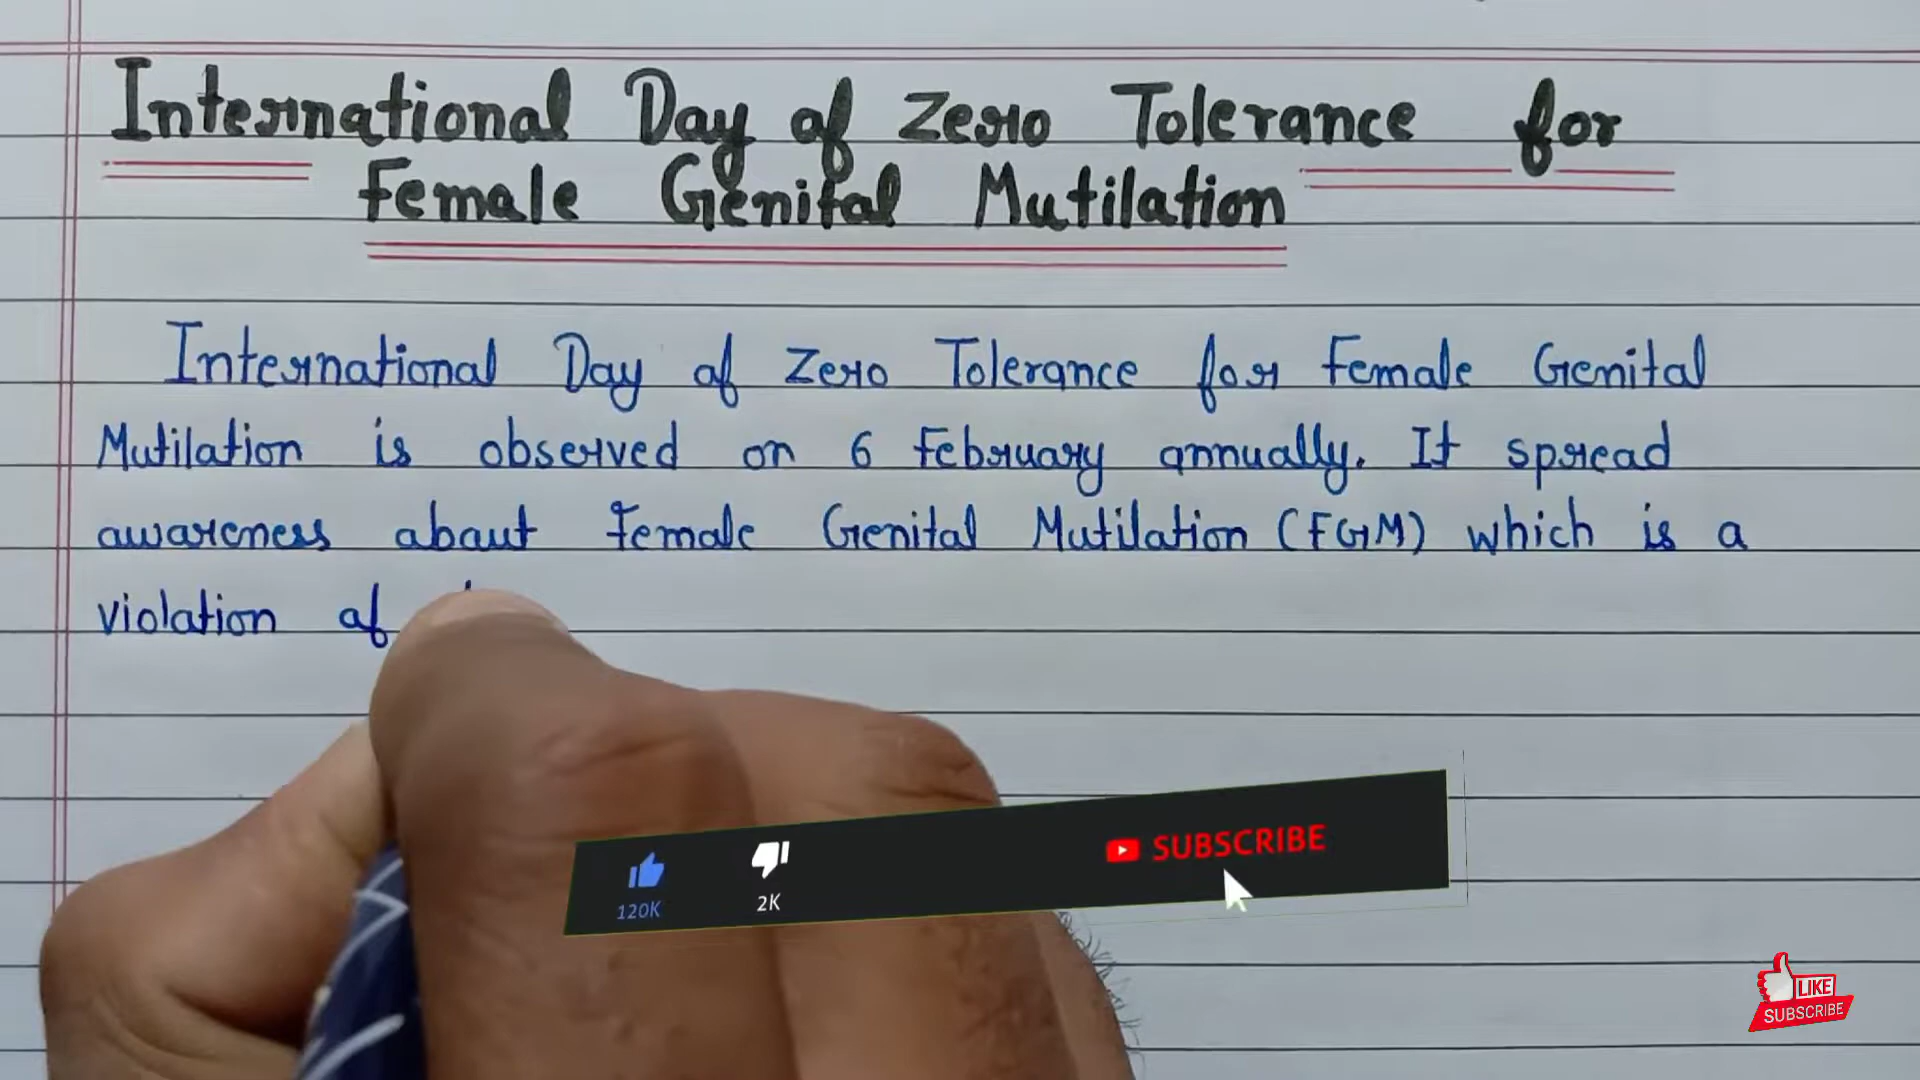 International Day of Zero Tolerance for
Female Genital Mutilation
International Day of Zero Tolerance for Female Genital
Mutilation is observed on 6 February annually. It spread
awareness about Female Genital Mutilation (FGM) which is a
violation of
120K
2K
SUBSCRIBE
LIKE
SUBSCRIBE